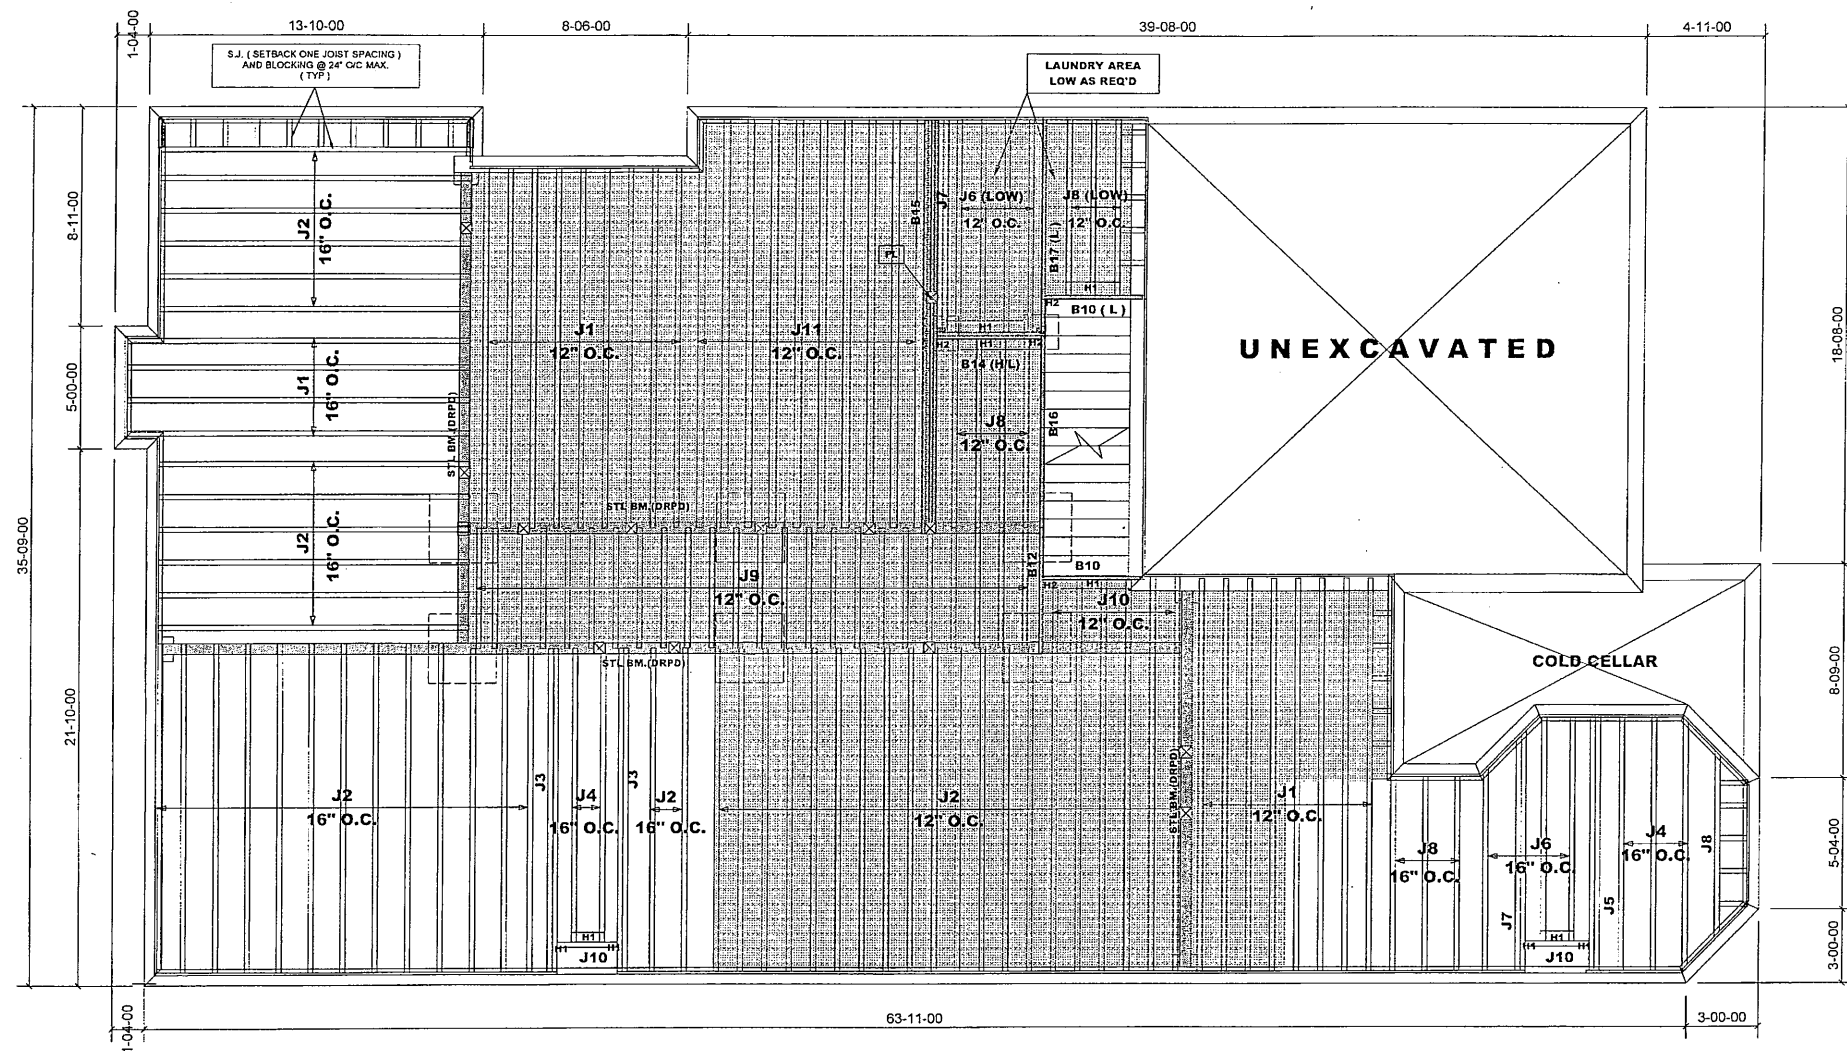 13-10-00
8-06-00
39-08-00
4-11-00
1-04-00
S.J. ( SETBACK ONE JOIST SPACING )
AND BLOCKING @ 24" O/C MAX.
( TYP )
LAUNDRY AREA
LOW AS REQ'D
8-11-00
5-00-00
35-09-00
21-10-00
J2
16" O.C.
J1
16" O.C.
J2
16" O.C.
STL BM.(DRPD)
J1
12" O.C.
J11
12" O.C.
B15
J7
PL
J6 (LOW)
12" O.C.
J8 (LOW)
12" O.C.
B17 (L)
H1
H2
B10 ( L )
H1
H2
H1
H2
B14 (H/L)
J8
12" O.C.
B16
UNEXCAVATED
18-08-00
STL BM.(DRPD)
J9
12" O.C.
B12
B10
H2
H1
J10
12" O.C.
STL BM.(DRPD)
COLD CELLAR
8-09-00
J2
16" O.C.
J3
J4
16" O.C.
J3
J2
16" O.C.
J2
12" O.C.
STL BM.(DRPD)
J1
12" O.C.
J8
16" O.C.
J7
J6
16" O.C.
J5
J4
16" O.C.
J8
5-04-00
H1
H1
H1
J10
H1
H1
H1
J10
3-00-00
1-04-00
63-11-00
3-00-00